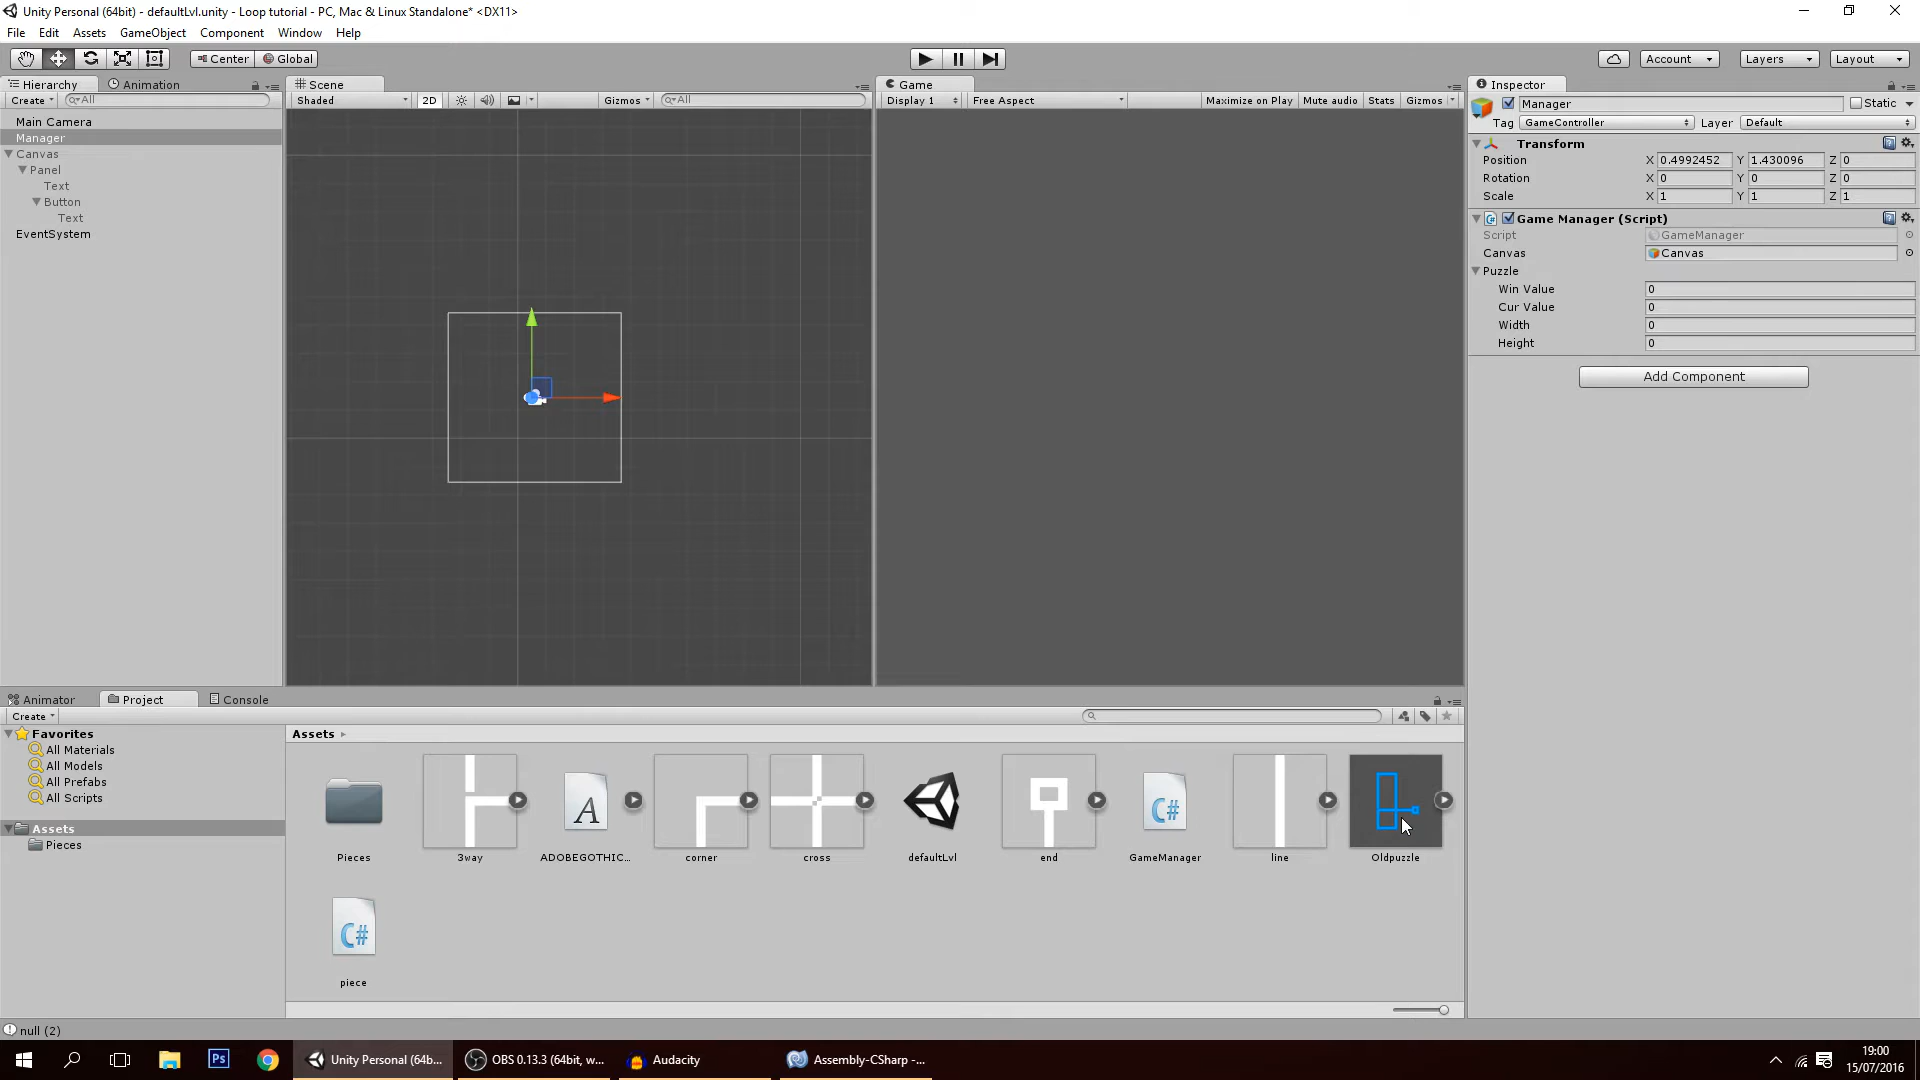 Unity Personal (64bit) - defaultLvl.unity - Loop tutorial - PC, Mac & Linux Standalone* <DX11>
File Edit Assets GameObject Component Window Help
Center Global Account Layers Layout
Hierarchy Animation Scene Game Inspector
Create All Shaded 2D Gizmos All Display 1 Free Aspect Maximize on Play Mute audio Stats Gizmos Manager Static
Main Camera Tag GameController Layer Default
Manager Transform
Canvas Position X 0.4992452 Y 1.430096 Z 0
Panel Rotation X 0 Y 0 Z 0
Text Scale X 1 Y 1 Z 1
Button
Text Game Manager (Script)
EventSystem Script GameManager
Canvas Canvas
Puzzle
Win Value 0
Cur Value 0
Width 0
Height 0
Add Component
Animator Project Console
Create
Favorites Assets
All Materials
All Models
All Prefabs
All Scripts
Assets
Pieces
Pieces 3way ADOBEGOTHIC... corner cross defaultLvl end GameManager line Oldpuzzle
A C#
C#
piece
null (2)
Ps Unity Personal (64b... OBS 0.13.3 (64bit, w... Audacity Assembly-CSharp -...
19:00
15/07/2016